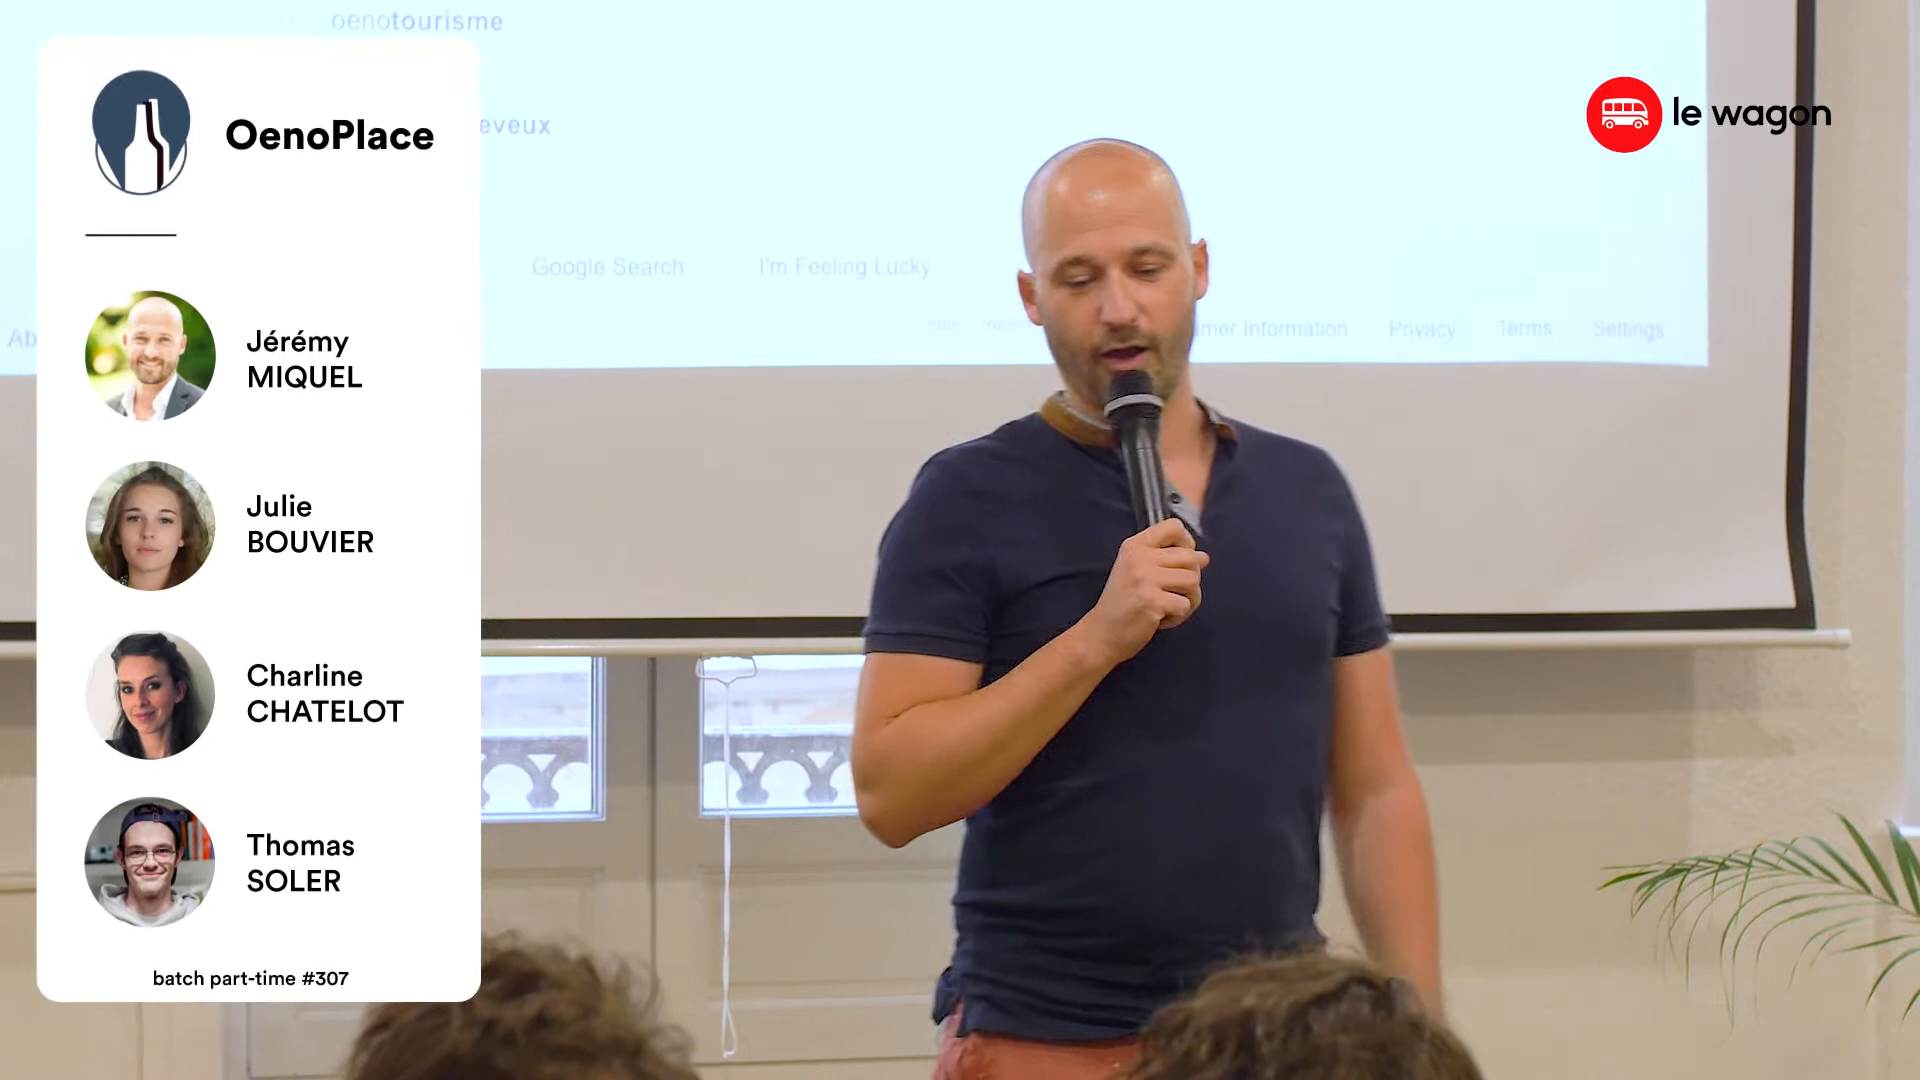 oenotourisme
OenoPlace
eveux
le wagon
Google Search
I'm Feeling Lucky
Ab
mer Information
Privacy
Terms
Settings
Jérémy
MIQUEL
Julie
BOUVIER
Charline
CHATELOT
Thomas
SOLER
batch part-time #307